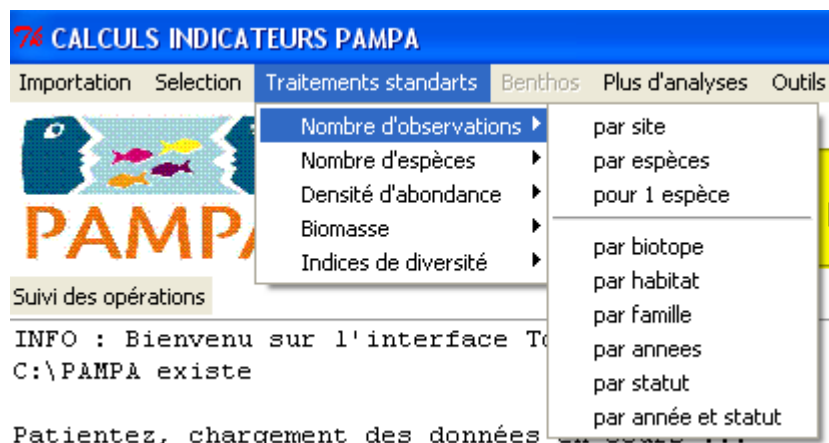 CALCULS INDICATEURS PAMPA
Importation Selection Traitements standarts Benthos Plus d'analyses Outils
Nombre d'observations
Nombre d'espèces
Densité d'abondance
Biomasse
Indices de diversité
par site
par espèces
pour 1 espèce
par biotope
par habitat
par famille
par annees
par statut
par année et statut
PAMPA
Suivi des opérations
INFO : Bienvenu sur l'interface
C:\PAMPA existe
Patientez, chargement des données en cours ...